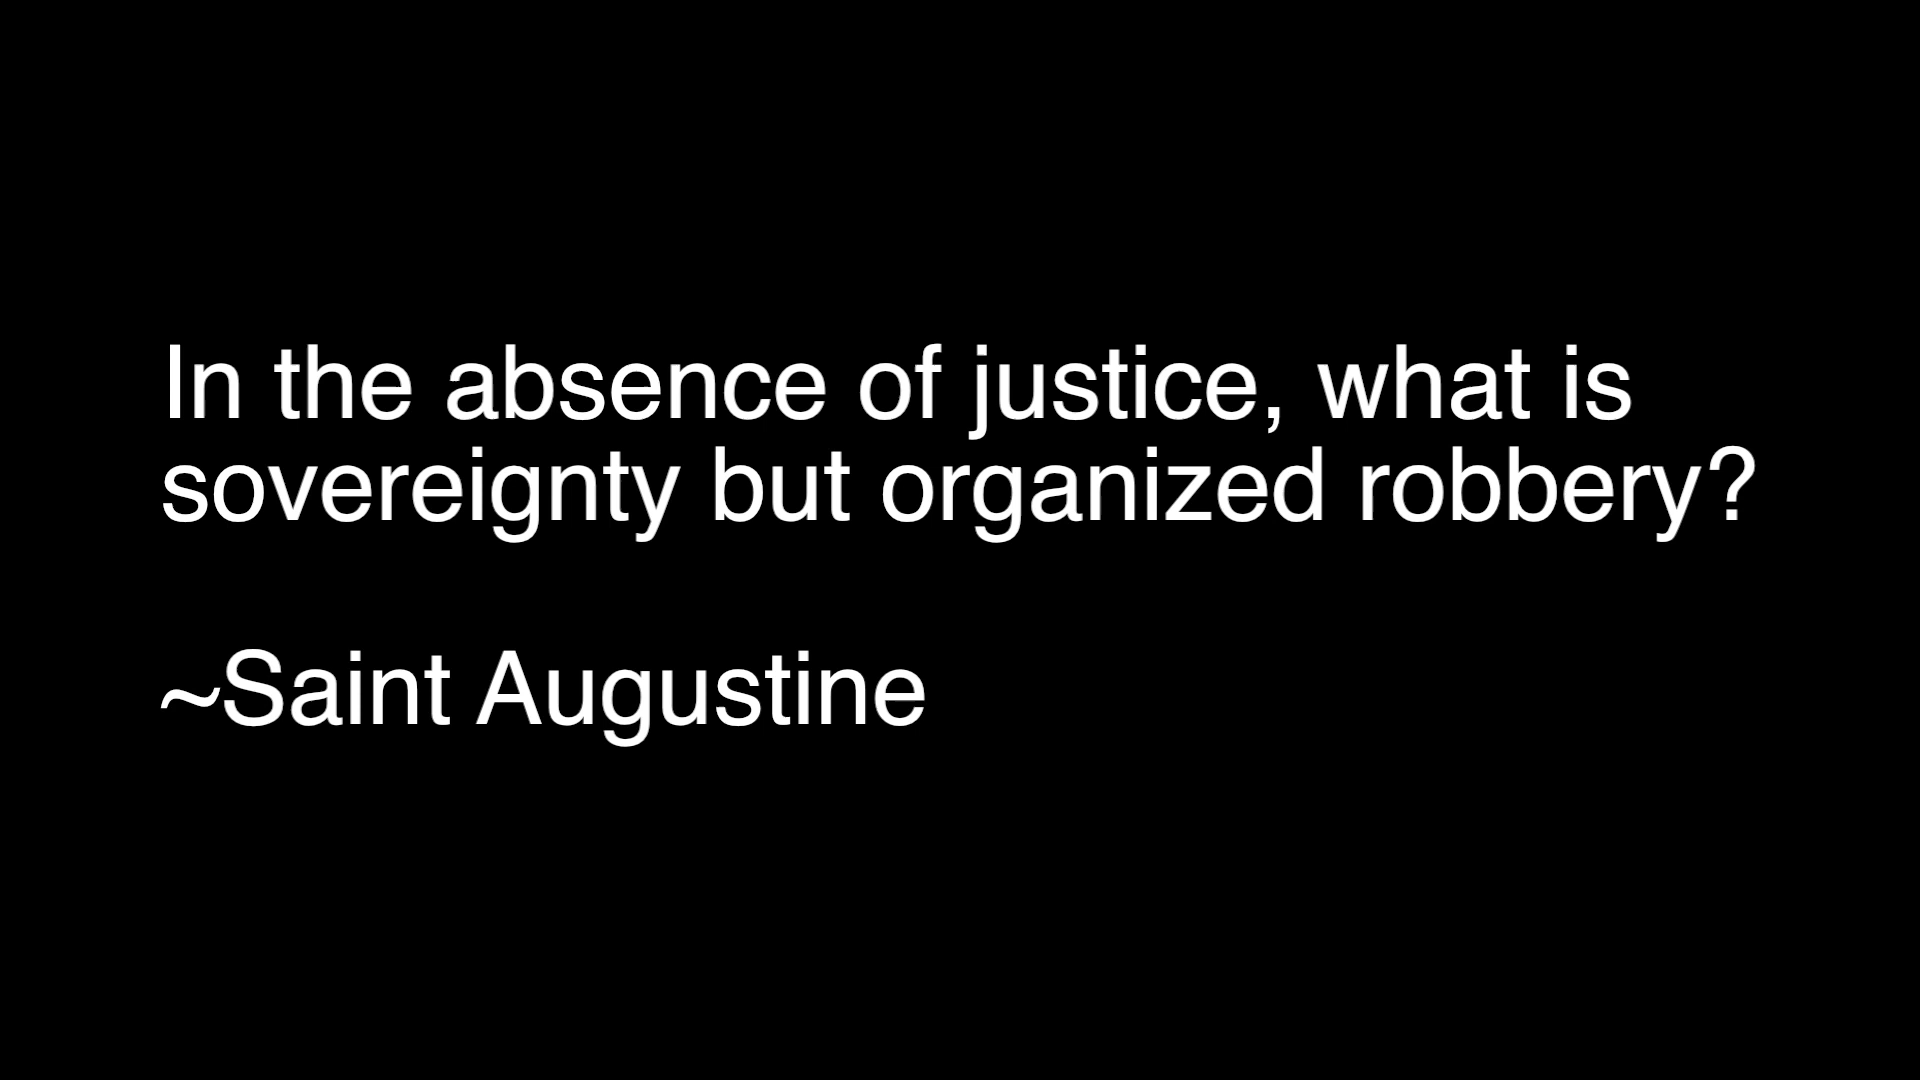 In the absence of justice, what is
sovereignty but organized robbery?
~Saint Augustine